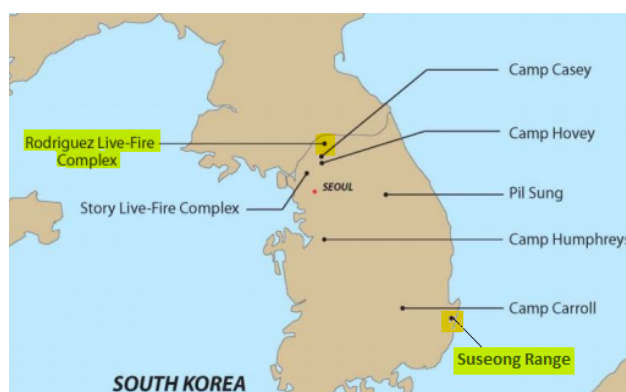 Camp Casey
Rodriguez Live-Fire
Complex
Camp Hovey
SEOUL
Pil Sung
Story Live-Fire Complex
Camp Humphreys
Camp Carroll
Suseong Range
SOUTH KOREA